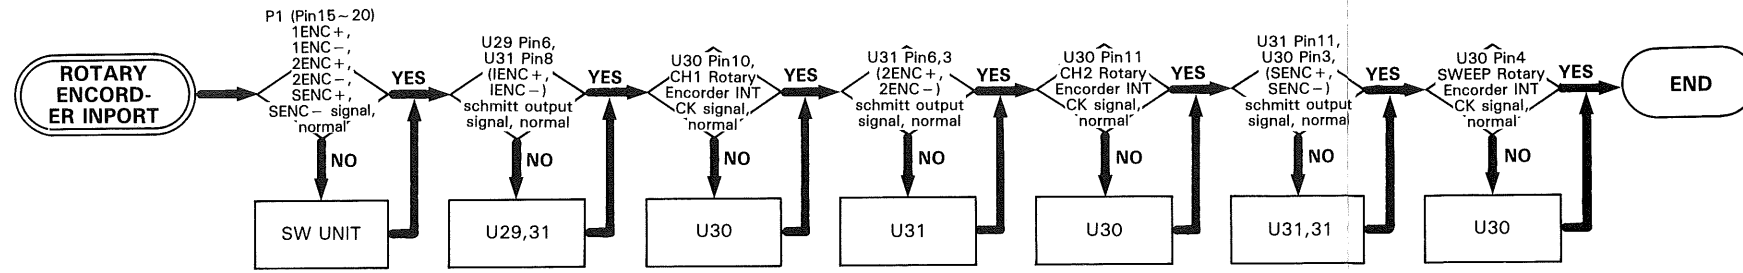 ROTARY
ENCORD-
ER INPORT
P1 (Pin15~20)
1ENC+,
1ENC−,
2ENC+,
2ENC−,
SENC+,
SENC− signal,
normal
YES
NO
SW UNIT
U29 Pin6,
U31 Pin8
(IENC+,
IENC−)
schmitt output
signal, normal
YES
NO
U29,31
U30 Pin10,
CH1 Rotary
Encorder INT
CK signal,
normal
YES
NO
U30
U31 Pin6,3
(2ENC+,
2ENC−)
schmitt output
signal, normal
YES
NO
U31
U30 Pin11
CH2 Rotary
Encorder INT
CK signal,
normal
YES
NO
U30
U31 Pin11,
U30 Pin3,
(SENC+,
SENC−)
schmitt output
signal, normal
YES
NO
U31,31
U30 Pin4
SWEEP Rotary
Encorder INT
CK signal,
normal
YES
NO
U30
END